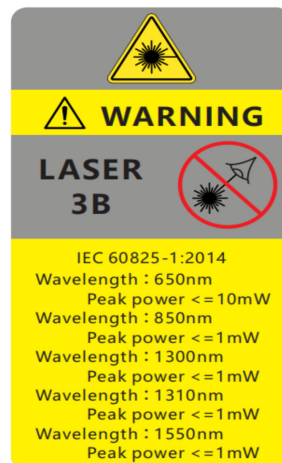 WARNING
LASER
3B
IEC 60825-1:2014
Wavelength：650nm
Peak power <=10mW
Wavelength：850nm
Peak power <=1mW
Wavelength：1300nm
Peak power <=1mW
Wavelength：1310nm
Peak power <=1mW
Wavelength：1550nm
Peak power <=1mW